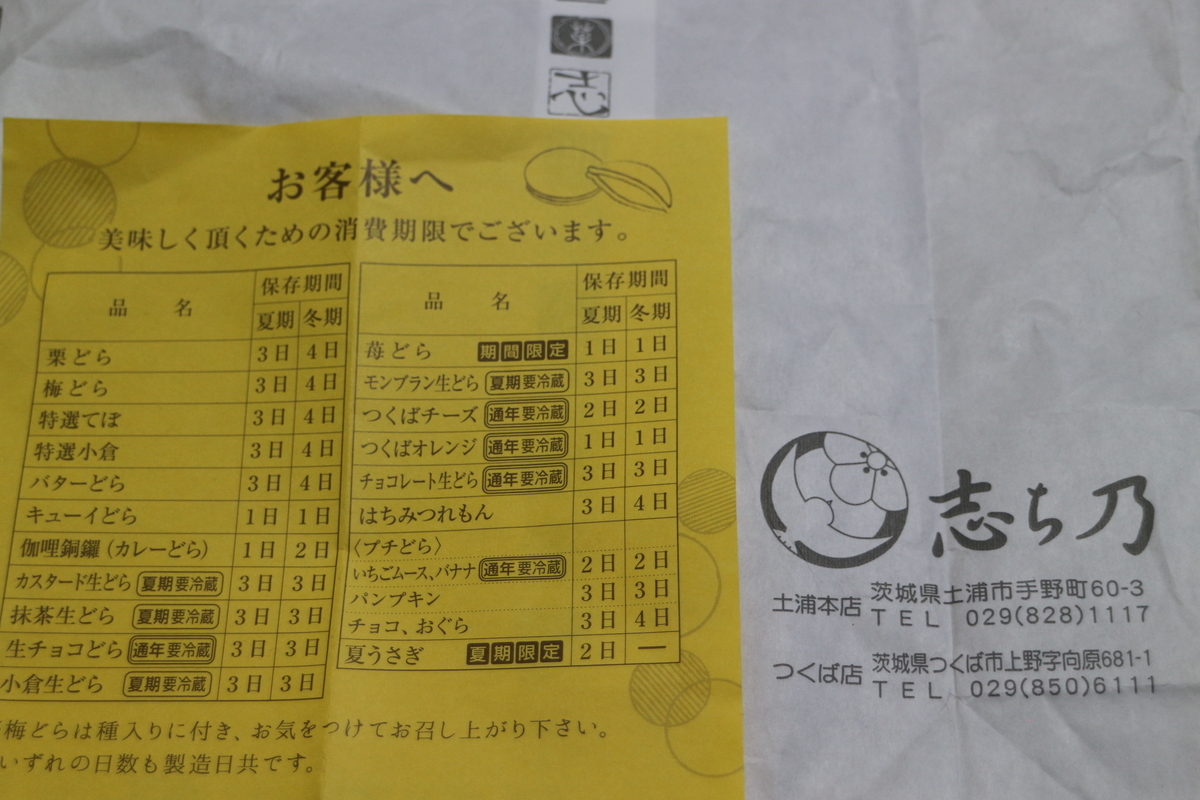 志
お客様へ
美味しく頂くための消費期限でございます。
品 名 保存期間
夏期 冬期
栗どら 3日 4日
梅どら 3日 4日
特選てぼ 3日 4日
特選小倉 3日 4日
バターどら 3日 4日
キューイどら 1日 1日
伽哩銅鑼(カレーどら) 1日 2日
カスタード生どら 夏期要冷蔵 3日 3日
抹茶生どら 夏期要冷蔵 3日 3日
生チョコどら 通年要冷蔵 3日 3日
小倉生どら 夏期要冷蔵 3日 3日
品 名 保存期間
夏期 冬期
苺どら 期間限定 1日 1日
モンブラン生どら 夏期要冷蔵 3日 3日
つくばチーズ 通年要冷蔵 2日 2日
つくばオレンジ 通年要冷蔵 1日 1日
チョコレート生どら 通年要冷蔵 3日 3日
はちみつれもん 3日 4日
〈プチどら〉
いちごムース、バナナ 通年要冷蔵 2日 2日
パンプキン 3日 3日
チョコ、おぐら 3日 4日
夏うさぎ 夏期限定 2日 ―
梅どらは種入りに付き、お気をつけてお召し上がり下さい。
いずれの日数も製造日共です。
志ち乃
土浦本店 茨城県土浦市手野町60-3
TEL 029(828)1117
つくば店 茨城県つくば市上野字向原681-1
TEL 029(850)6111